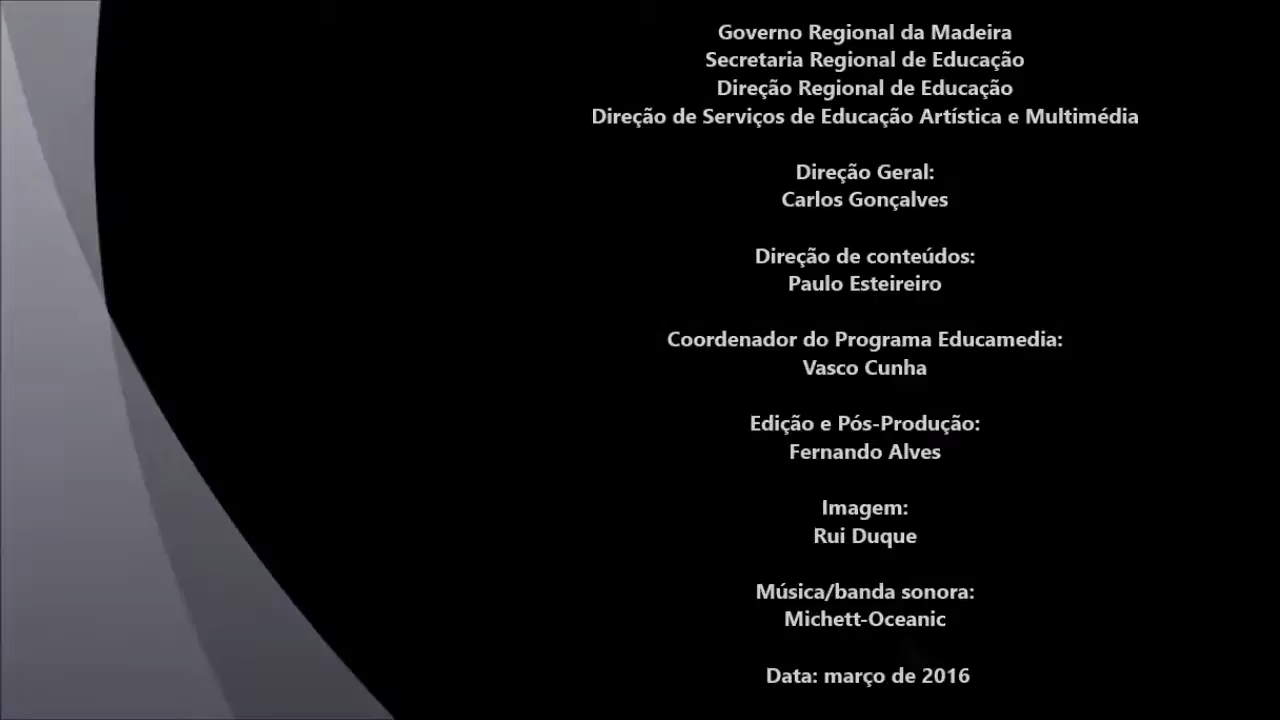 Governo Regional da Madeira
Secretaria Regional de Educação
Direção Regional de Educação
Direção de Serviços de Educação Artística e Multimédia
Direção Geral:
Carlos Gonçalves
Direção de conteúdos:
Paulo Esteireiro
Coordenador do Programa Educamedia:
Vasco Cunha
Edição e Pós-Produção:
Fernando Alves
Imagem:
Rui Duque
Música/banda sonora:
Michett-Oceanic
Data: março de 2016